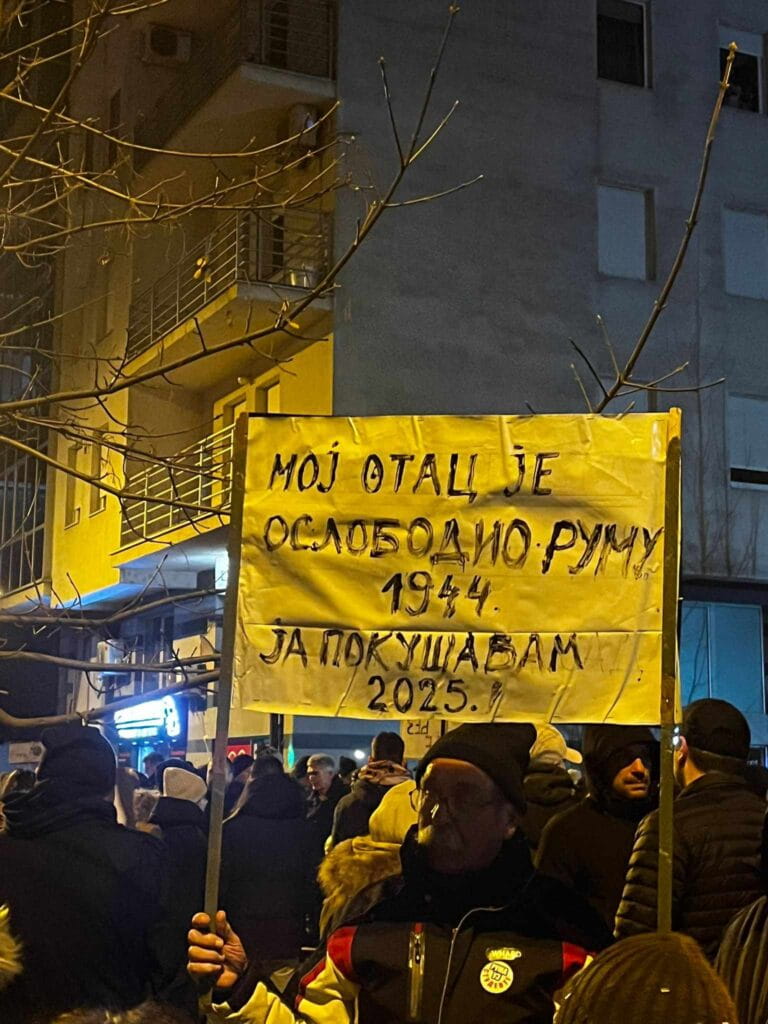 МОЈ ОТАЦ ЈЕ
ОСЛОБОДИО РУМУ
1944.
ЈА ПОКУШАВАМ
2025.!